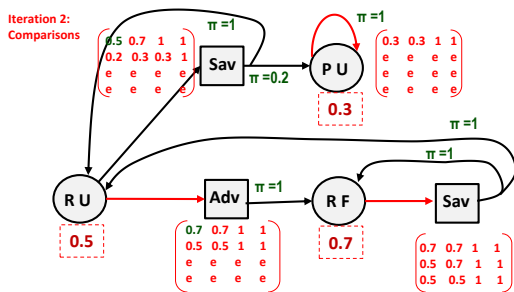 Iteration 2:
Comparisons
π =1
π =1
0.5 0.7 1 1
0.2 0.3 0.3 1
e e e e
e e e e
Sav
π =0.2
P U
0.3 0.3 1 1
e e e e
e e e e
e e e e
0.3
π =1
π =1
R U
Adv
π =1
R F
Sav
0.5
0.7 0.7 1 1
0.5 0.5 1 1
e e e e
e e e e
0.7
0.7 0.7 1 1
0.5 0.7 1 1
0.5 0.5 1 1